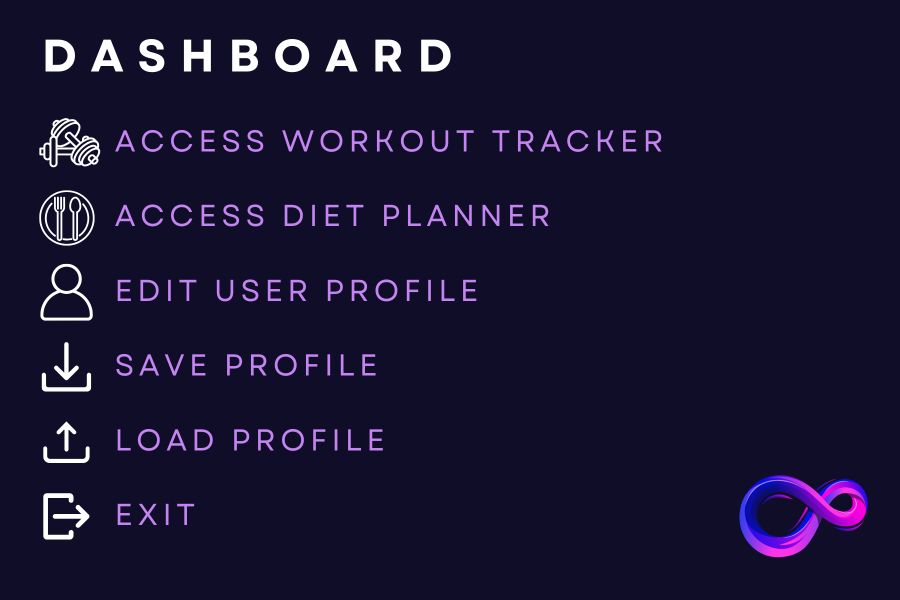 DASHBOARD
ACCESS WORKOUT TRACKER
ACCESS DIET PLANNER
EDIT USER PROFILE
SAVE PROFILE
LOAD PROFILE
EXIT